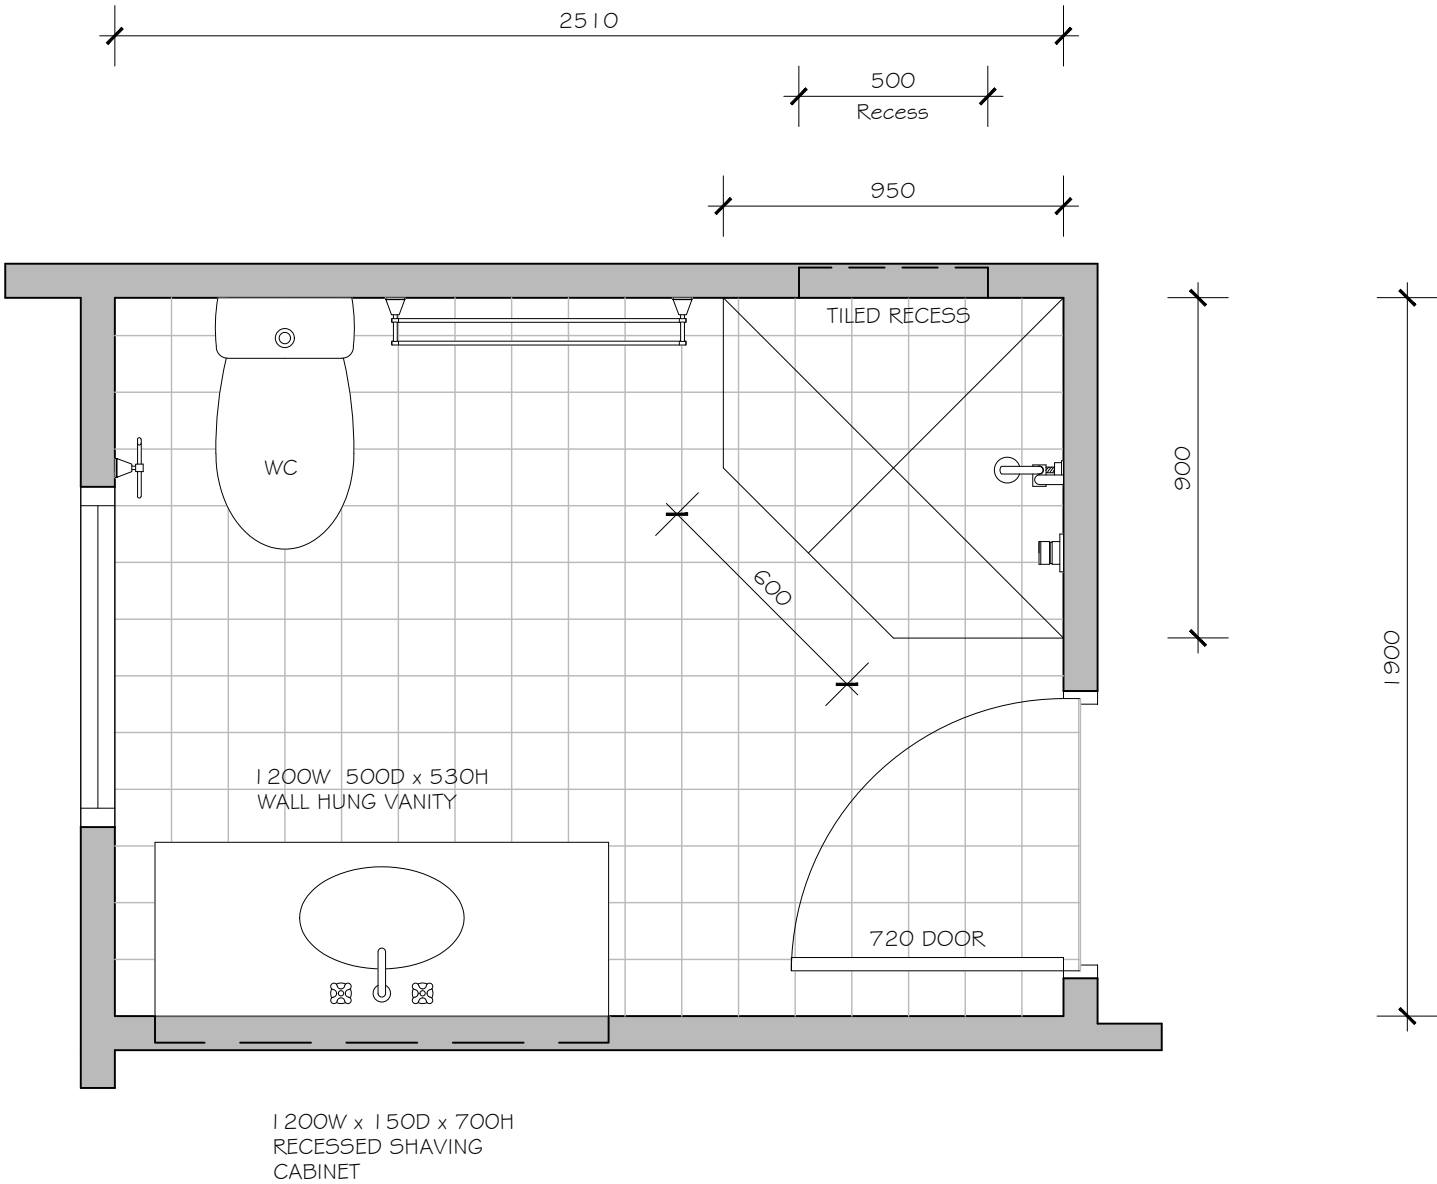 2510
500
Recess
950
TILED RECESS
WC
900
600
1900
1200W 500D x 530H
WALL HUNG VANITY
720 DOOR
1200W x 150D x 700H
RECESSED SHAVING
CABINET